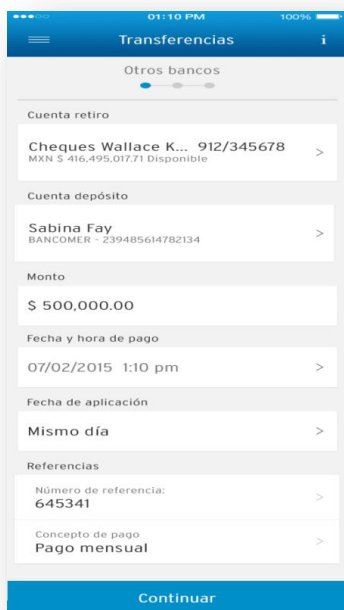 01:10 PM 100%
Transferencias i
Otros bancos
Cuenta retiro
Cheques Wallace K... 912/345678 >
MXN $ 416,495,017.71 Disponible
Cuenta depósito
Sabina Fay >
BANCOMER - 239485614782134
Monto
$ 500,000.00
Fecha y hora de pago
07/02/2015 1:10 pm >
Fecha de aplicación
Mismo día >
Referencias
Número de referencia:
645341 >
Concepto de pago
Pago mensual >
Continuar